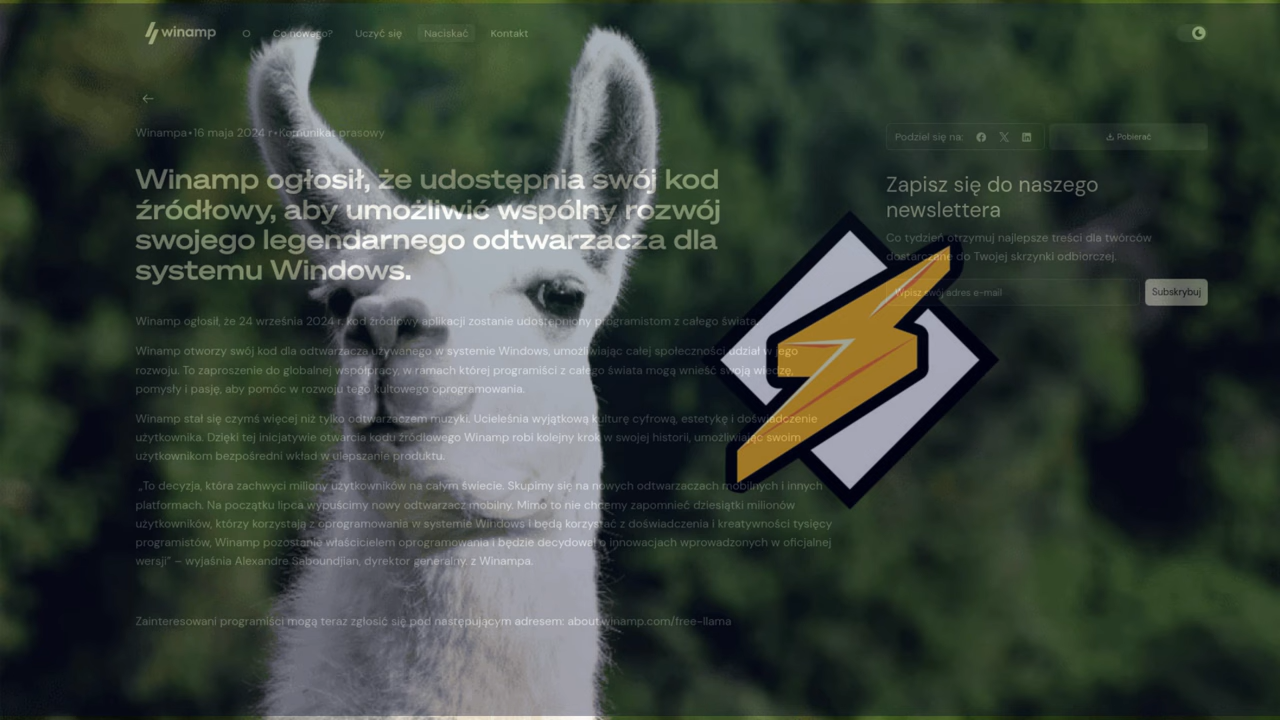 winamp
O Co nowego? Uczyć się Naciskać Kontakt
Winampa•16 maja 2024 r•Komunikat prasowy
Winamp ogłosił, że udostępnia swój kod
źródłowy, aby umożliwić wspólny rozwój
swojego legendarnego odtwarzacza dla
systemu Windows.
Winamp ogłosił, że 24 września 2024 r. kod źródłowy aplikacji zostanie udostępniony programistom z całego świata.
Winamp otworzy swój kod dla odtwarzacza używanego w systemie Windows, umożliwiając całej społeczności udział w jego
rozwoju. To zaproszenie do globalnej współpracy, w ramach której programiści z całego świata mogą wnieść swoją wiedzę,
pomysły i pasję, aby pomóc w rozwoju tego kultowego oprogramowania.
Winamp stał się czymś więcej niż tylko odtwarzaczem muzyki. Ucieleśnia wyjątkową kulturę cyfrową, estetykę i doświadczenie
użytkownika. Dzięki tej inicjatywie otwarcia kodu źródłowego Winamp robi kolejny krok w swojej historii, umożliwiając swoim
użytkownikom bezpośredni wkład w ulepszanie produktu.
„To decyzja, która zachwyci miliony użytkowników na całym świecie. Skupimy się na nowych odtwarzaczach mobilnych i innych
platformach. Na początku lipca wypuścimy nowy odtwarzacz mobilny. Mimo to nie chcemy zapomnieć dziesiątki milionów
użytkowników, którzy korzystają z oprogramowania w systemie Windows i będą korzystać z doświadczenia i kreatywności tysięcy
programistów, Winamp pozostanie właścicielem oprogramowania i będzie decydował o innowacjach wprowadzonych w oficjalnej
wersji” – wyjaśnia Alexandre Saboundjian, dyrektor generalny. z Winampa.
Zainteresowani programiści mogą teraz zgłosić się pod następującym adresem: about.winamp.com/free-llama
Podziel się na:
Pobierać
Zapisz się do naszego
newslettera
Co tydzień otrzymuj najlepsze treści dla twórców
dostarczane do Twojej skrzynki odbiorczej.
Wpisz swój adres e-mail
Subskrybuj